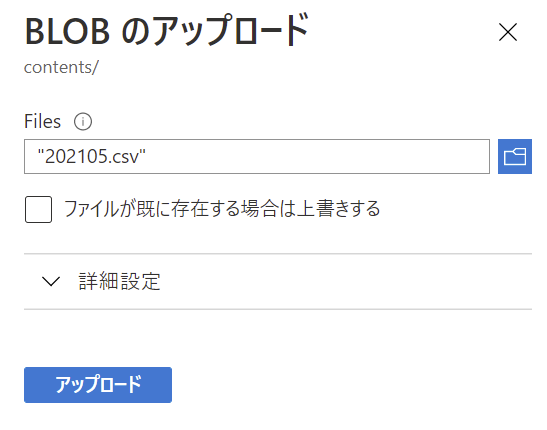 BLOB のアップロード
contents/
Files
"202105.csv"
ファイルが既に存在する場合は上書きする
詳細設定
アップロード